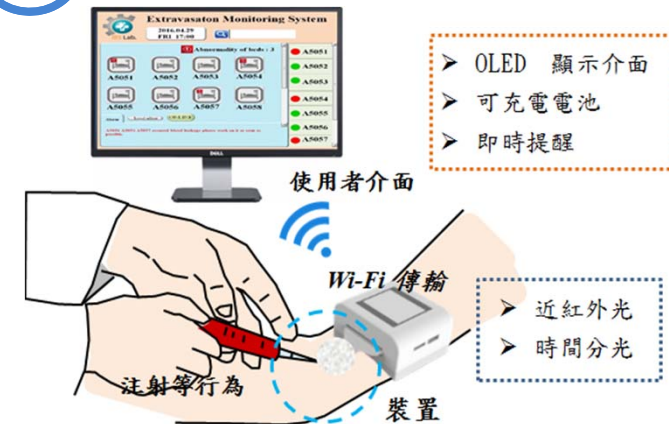 Extravasaton Monitoring System
2016.04.29
FRI 17:00
Abnormality of beds : 3
A5051
A5052
A5053
A5054
A5055
A5056
A5057
A5058
A5051
A5052
A5053
A5054
A5055
A5056
A5057
DELL
使用者介面
➢ OLED 顯示介面
➢ 可充電電池
➢ 即時提醒
Wi-Fi 傳輸
➢ 近紅外光
➢ 時間分光
注射等行為
裝置